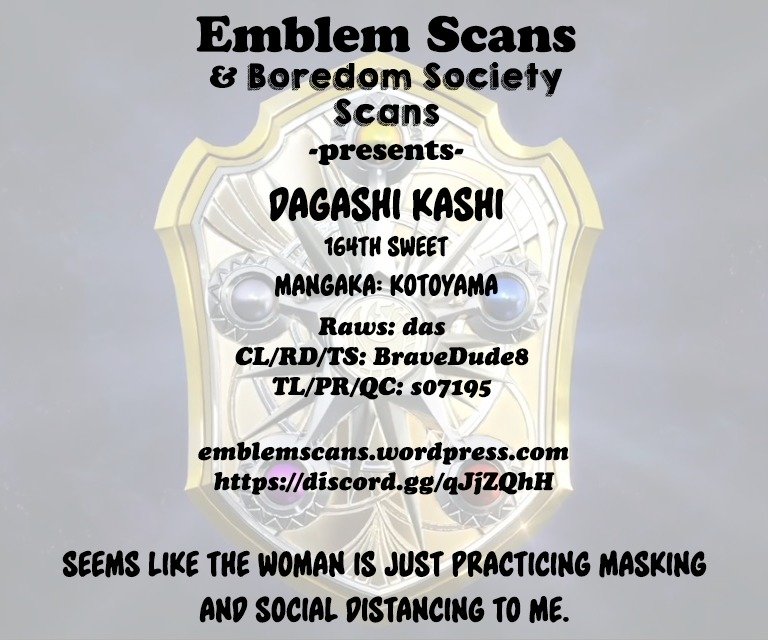 Emblem Scans
& Boredom Society
Scans
-presents-
DAGASHI KASHI
164TH SWEET
MANGAKA: KOTOYAMA
Raws: das
CL/RD/TS: BraveDude8
TL/PR/QC: s07195
emblemscans.wordpress.com
https://discord.gg/qJjZQhH
SEEMS LIKE THE WOMAN IS JUST PRACTICING MASKING
AND SOCIAL DISTANCING TO ME.